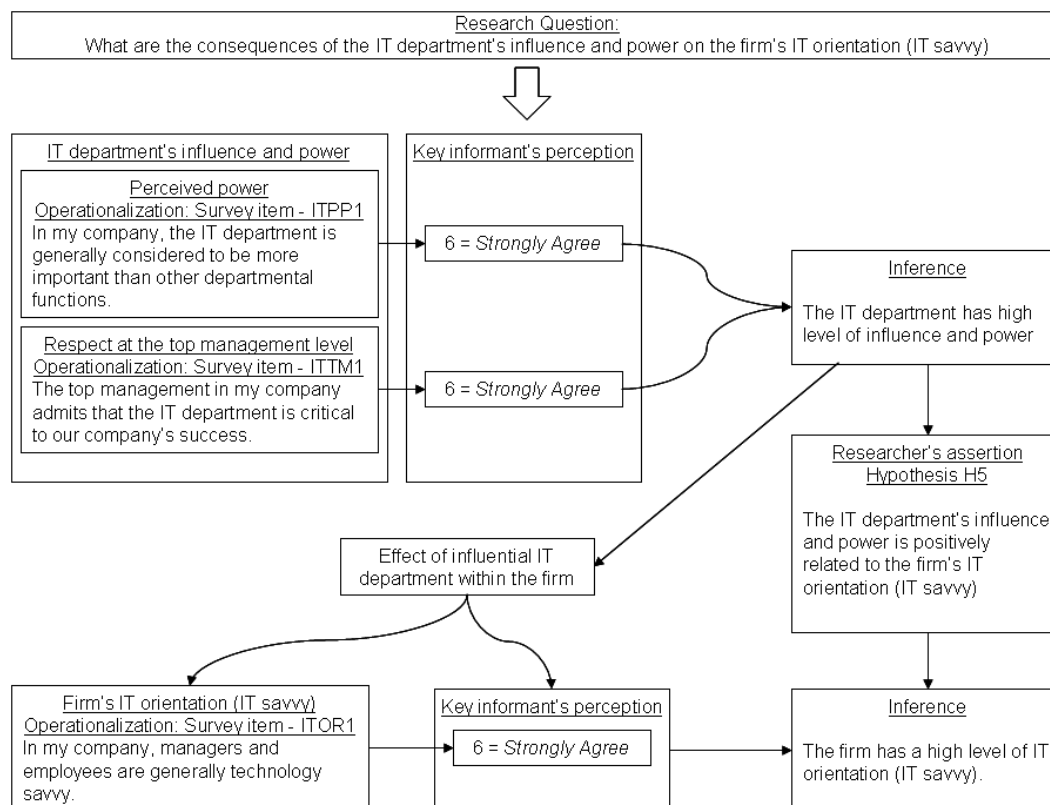 Research Question:
What are the consequences of the IT department's influence and power on the firm's IT orientation (IT savvy)
IT department's influence and power
Perceived power
Operationalization: Survey item - ITPP1
In my company, the IT department is
generally considered to be more
important than other departmental
functions.
Respect at the top management level
Operationalization: Survey item - ITTM1
The top management in my company
admits that the IT department is critical
to our company's success.
Key informant's perception
6 = Strongly Agree
6 = Strongly Agree
Inference
The IT department has high
level of influence and power
Researcher's assertion
Hypothesis H5
The IT department's influence
and power is positively
related to the firm's IT
orientation (IT savvy)
Effect of influential IT
department within the firm
Firm's IT orientation (IT savvy)
Operationalization: Survey item - ITOR1
In my company, managers and
employees are generally technology
savvy.
Key informant's perception
6 = Strongly Agree
Inference
The firm has a high level of IT
orientation (IT savvy).